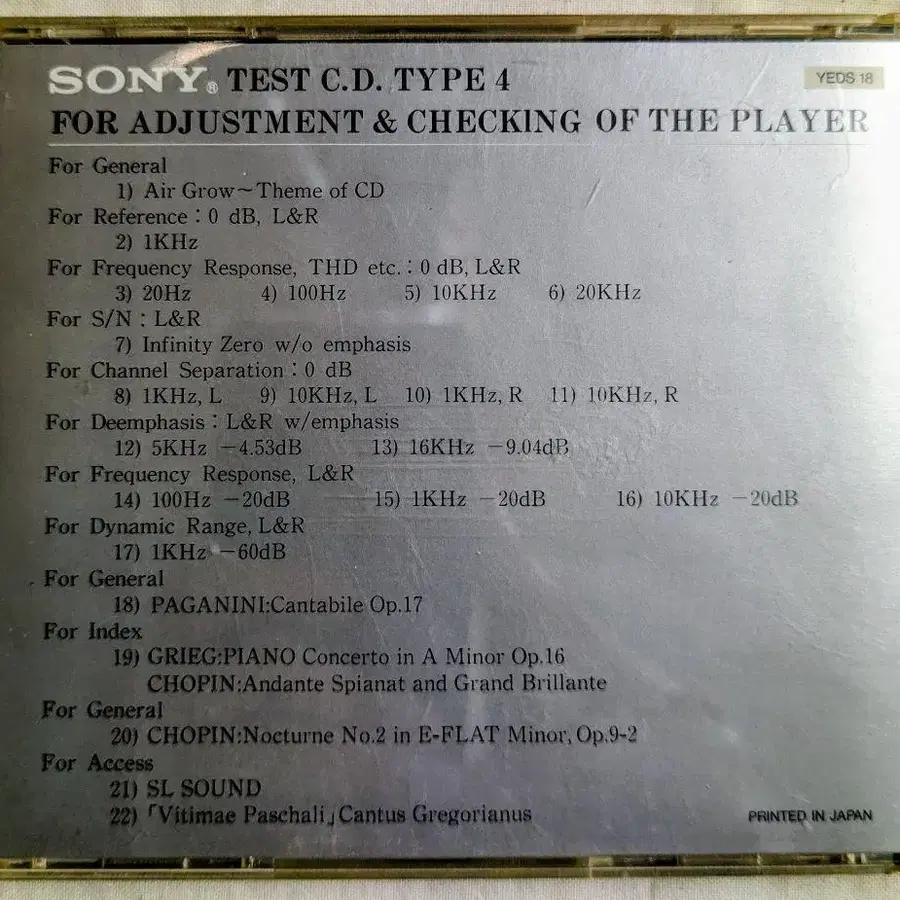 SONY® TEST C.D. TYPE 4 YEDS 18
FOR ADJUSTMENT & CHECKING OF THE PLAYER
For General
1) Air Grow~Theme of CD
For Reference : 0 dB, L&R
2) 1KHz
For Frequency Response, THD etc. : 0 dB, L&R
3) 20Hz 4) 100Hz 5) 10KHz 6) 20KHz
For S/N : L&R
7) Infinity Zero w/o emphasis
For Channel Separation : 0 dB
8) 1KHz, L 9) 10KHz, L 10) 1KHz, R 11) 10KHz, R
For Deemphasis : L&R w/emphasis
12) 5KHz −4.53dB 13) 16KHz −9.04dB
For Frequency Response, L&R
14) 100Hz −20dB 15) 1KHz −20dB 16) 10KHz −20dB
For Dynamic Range, L&R
17) 1KHz −60dB
For General
18) PAGANINI:Cantabile Op.17
For Index
19) GRIEG:PIANO Concerto in A Minor Op.16
CHOPIN:Andante Spianat and Grand Brillante
For General
20) CHOPIN:Nocturne No.2 in E-FLAT Minor, Op.9-2
For Access
21) SL SOUND
22) 「Vitimae Paschali」 Cantus Gregorianus
PRINTED IN JAPAN